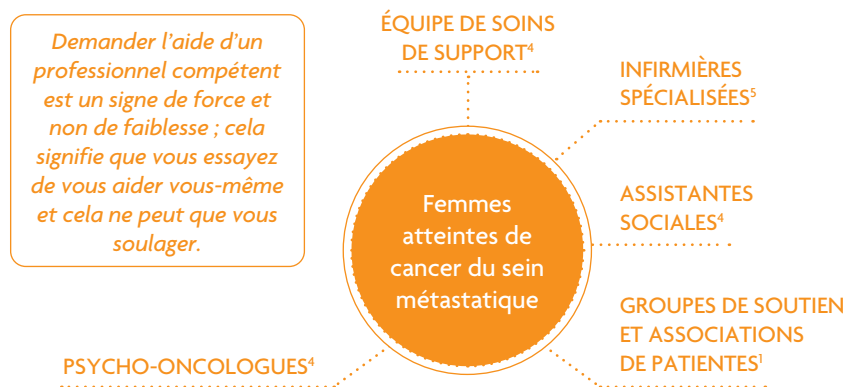 Demander l’aide d’un
professionnel compétent
est un signe de force et
non de faiblesse ; cela
signifie que vous essayez
de vous aider vous-même
et cela ne peut que vous
soulager.
ÉQUIPE DE SOINS
DE SUPPORT⁴
INFIRMIÈRES
SPÉCIALISÉES⁵
ASSISTANTES
SOCIALES⁴
Femmes
atteintes de
cancer du sein
métastatique
GROUPES DE SOUTIEN
ET ASSOCIATIONS
DE PATIENTES¹
PSYCHO-ONCOLOGUES⁴